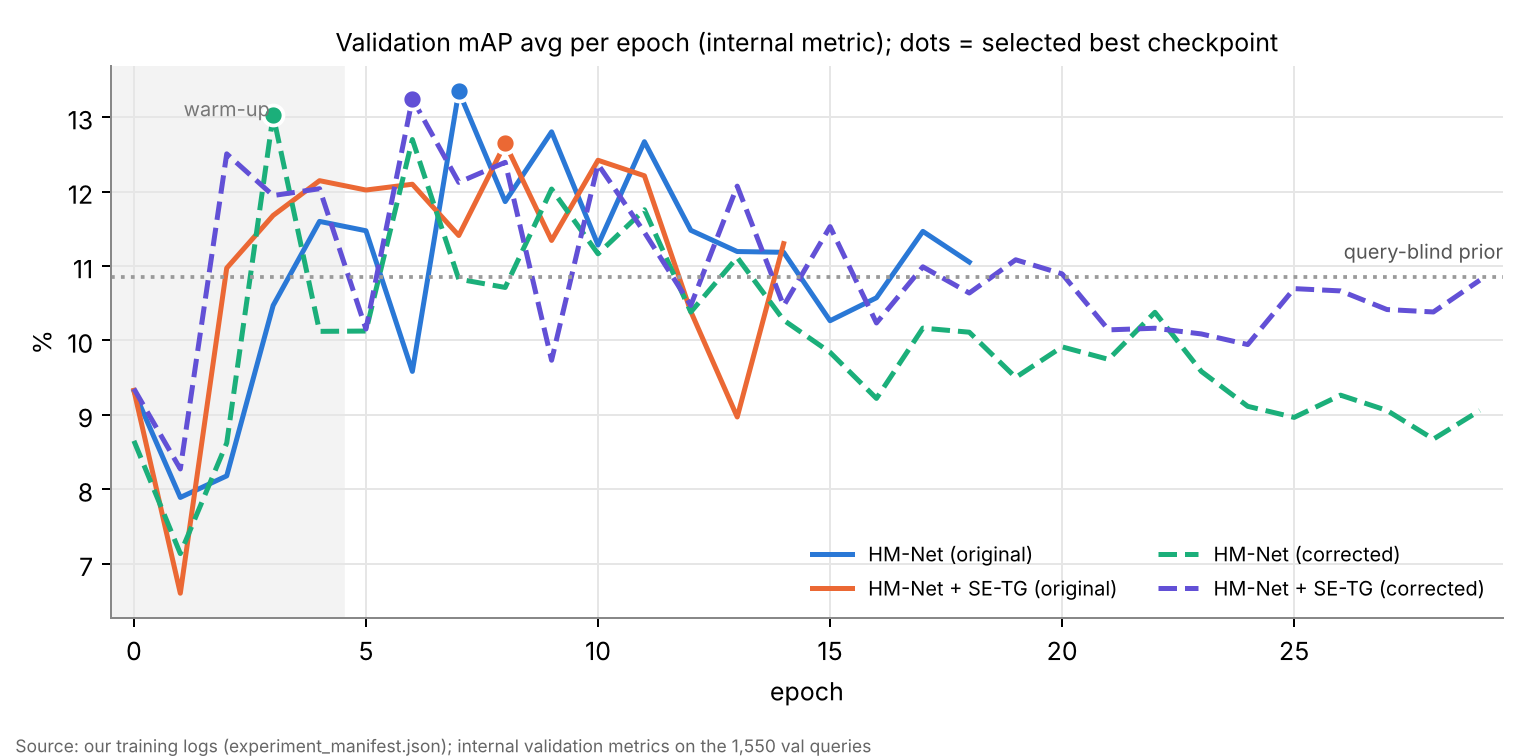 Validation mAP avg per epoch (internal metric); dots = selected best checkpoint
warm-up
query-blind prior
13
12
11
10
9
8
7
%
HM-Net (original)
HM-Net + SE-TG (original)
HM-Net (corrected)
HM-Net + SE-TG (corrected)
0 5 10 15 20 25
epoch
Source: our training logs (experiment_manifest.json); internal validation metrics on the 1,550 val queries